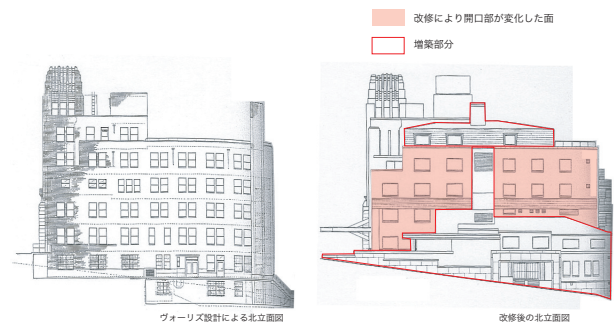 改修により開口部が変化した面
増築部分
ヴォーリズ設計による北立面図
改修後の北立面図